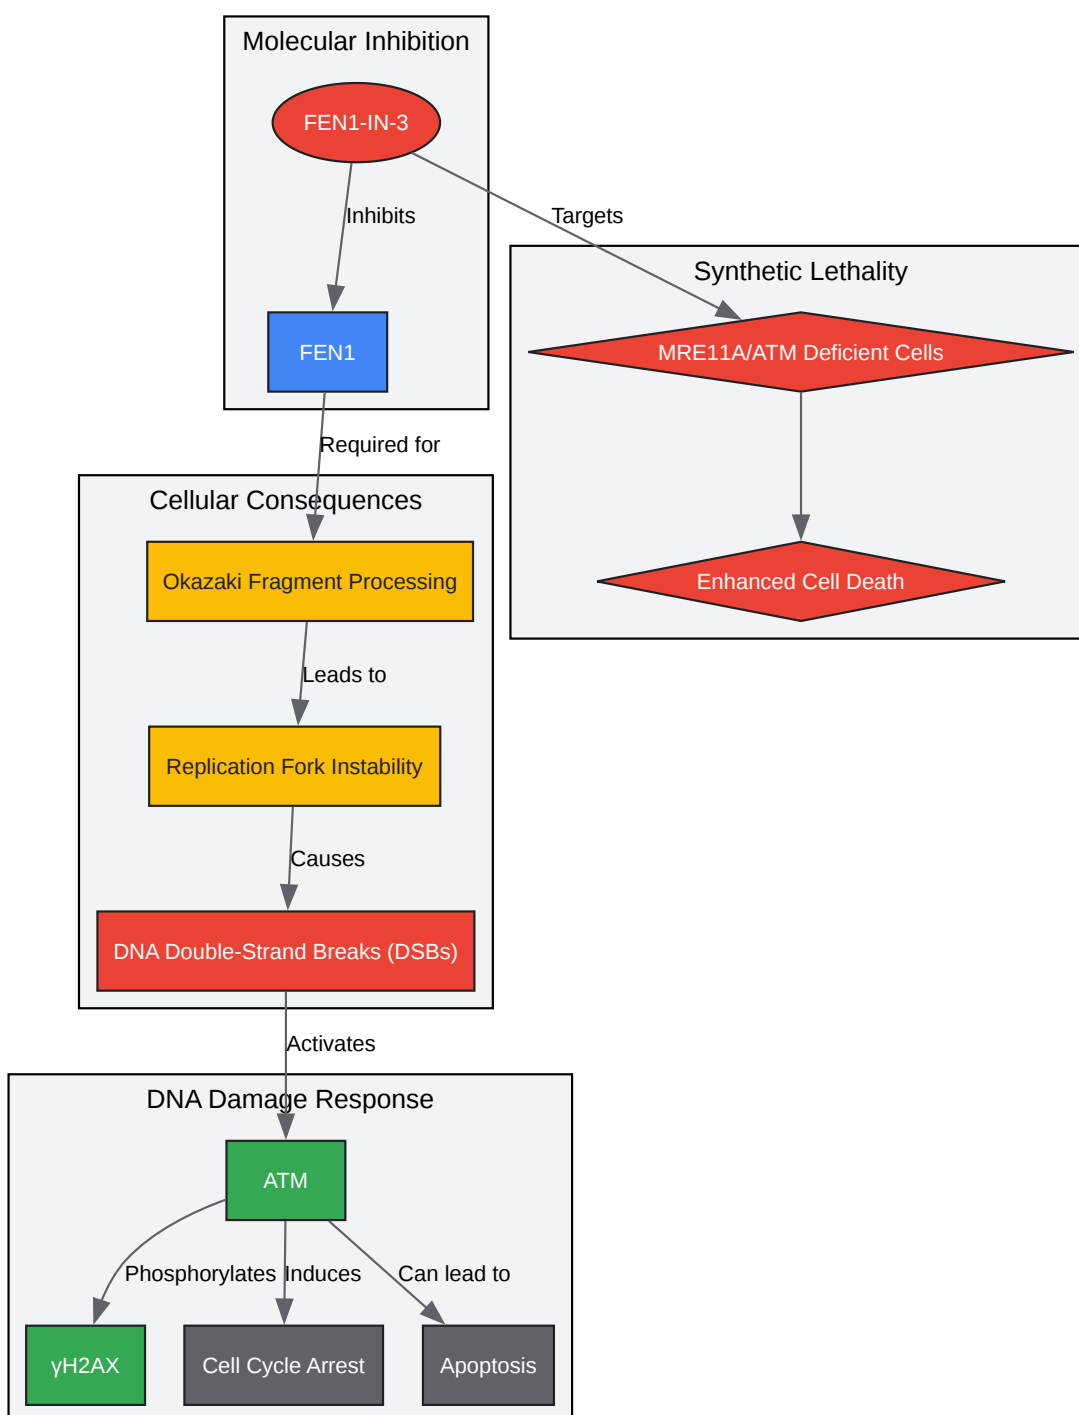 Molecular Inhibition
FEN1-IN-3
Inhibits
Targets
Synthetic Lethality
FEN1
MRE11A/ATM Deficient Cells
Required for
Cellular Consequences
Okazaki Fragment Processing
Enhanced Cell Death
Leads to
Replication Fork Instability
Causes
DNA Double-Strand Breaks (DSBs)
Activates
DNA Damage Response
ATM
Phosphorylates
Induces
Can lead to
γH2AX
Cell Cycle Arrest
Apoptosis